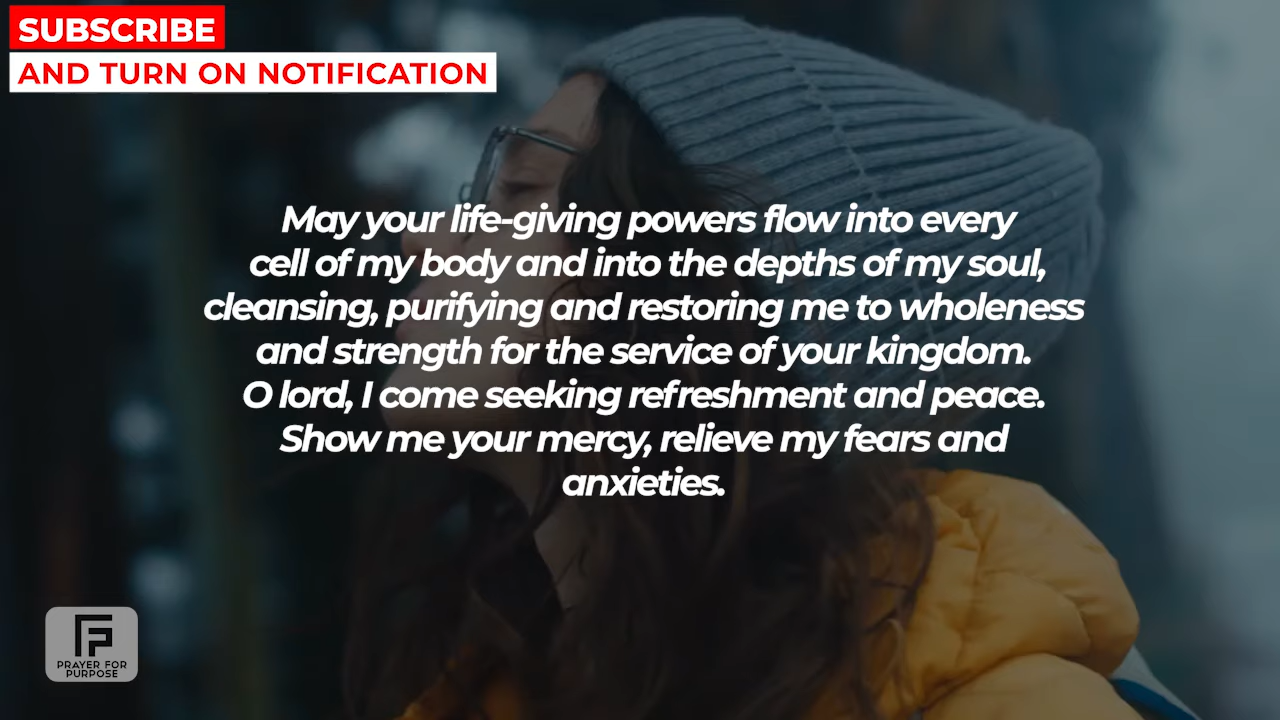 SUBSCRIBE
AND TURN ON NOTIFICATION
May your life-giving powers flow into every
cell of my body and into the depths of my soul,
cleansing, purifying and restoring me to wholeness
and strength for the service of your kingdom.
O lord, I come seeking refreshment and peace.
Show me your mercy, relieve my fears and
anxieties.
PRAYER FOR
PURPOSE